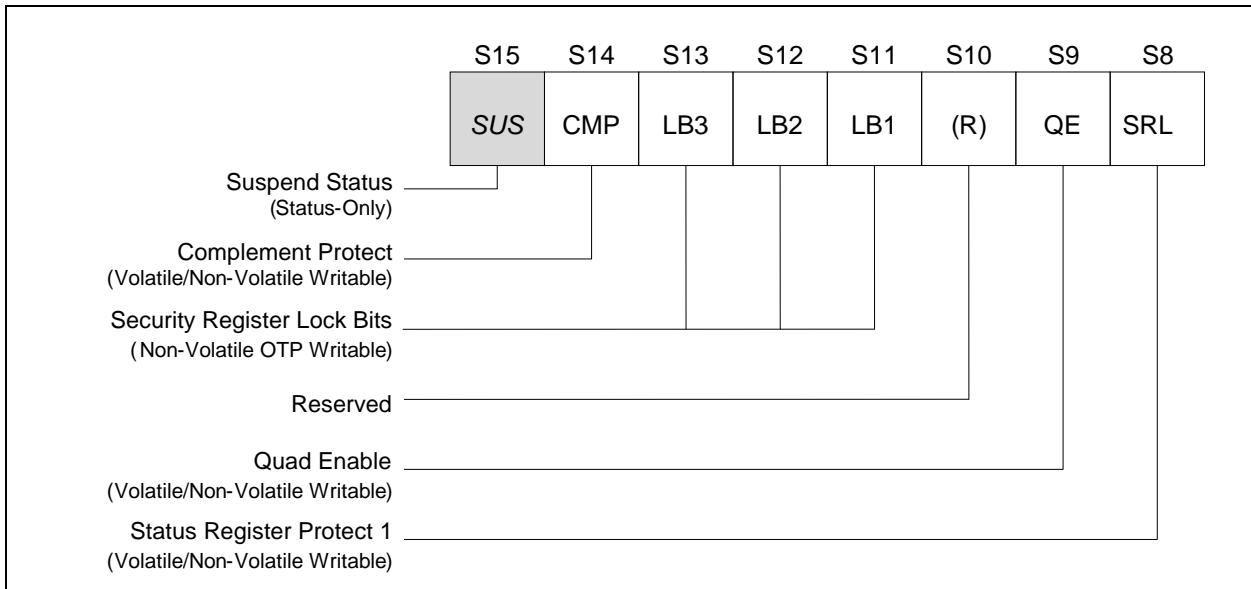 S15 S14 S13 S12 S11 S10 S9 S8
SUS CMP LB3 LB2 LB1 (R) QE SRL
Suspend Status
(Status-Only)
Complement Protect
(Volatile/Non-Volatile Writable)
Security Register Lock Bits
(Non-Volatile OTP Writable)
Reserved
Quad Enable
(Volatile/Non-Volatile Writable)
Status Register Protect 1
(Volatile/Non-Volatile Writable)